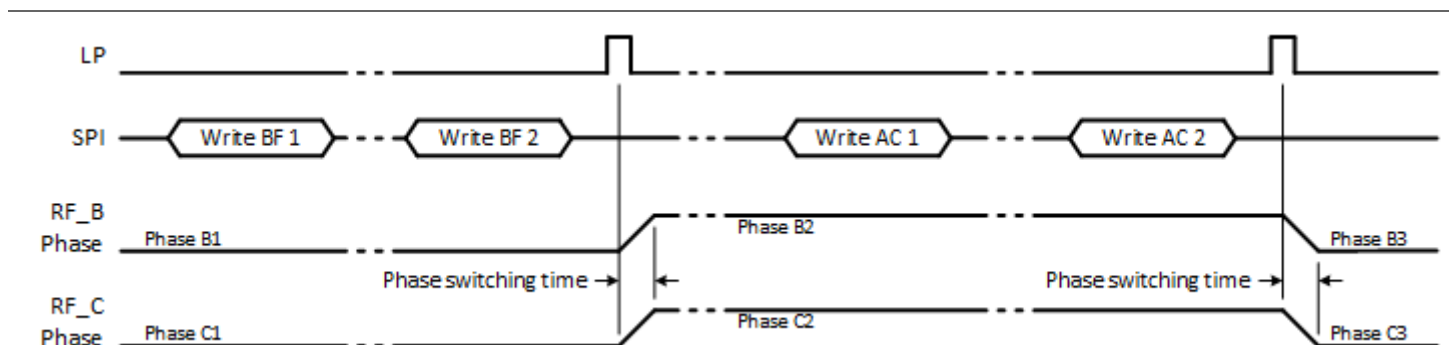 LP
SPI
Write BF 1
Write BF 2
Write AC 1
Write AC 2
RF_B
Phase
Phase B1
Phase B2
Phase B3
Phase switching time
Phase switching time
RF_C
Phase
Phase C1
Phase C2
Phase C3